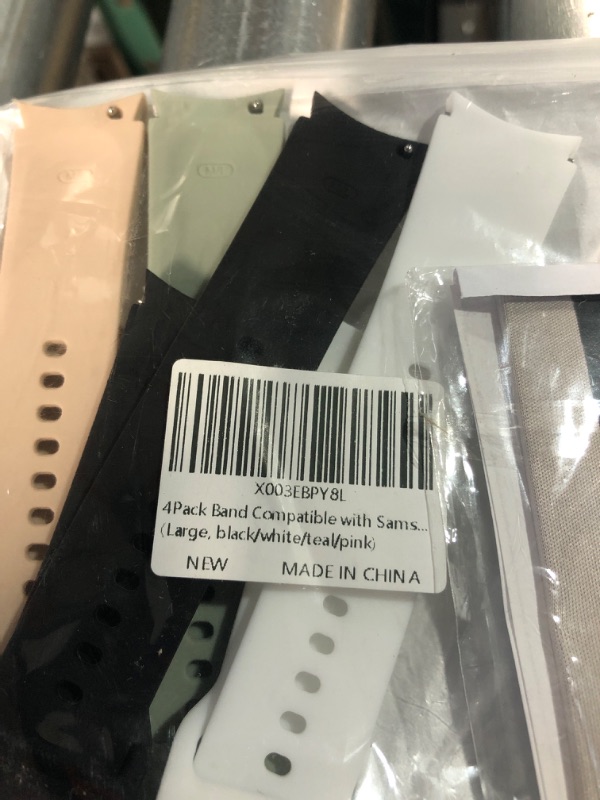 X003EBPY8L
4Pack Band Compatible with Sams...
(Large, black/white/teal/pink)
NEW MADE IN CHINA